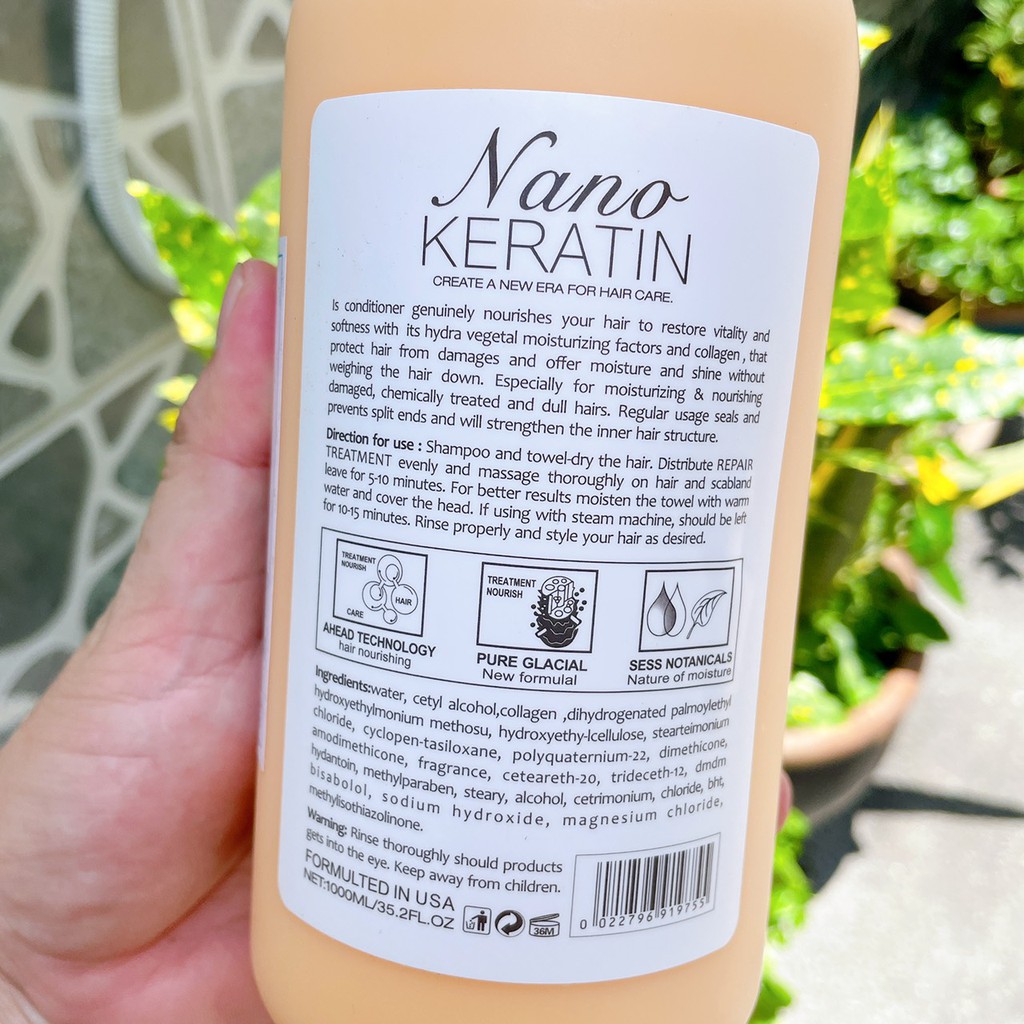 Nano
KERATIN
CREATE A NEW ERA FOR HAIR CARE.
Is conditioner genuinely nourishes your hair to restore vitality and
softness with its hydra vegetal moisturizing factors and collagen , that
protect hair from damages and offer moisture and shine without
weighing the hair down. Especially for moisturizing & nourishing
damaged, chemically treated and dull hairs. Regular usage seals and
prevents split ends and will strengthen the inner hair structure.
Direction for use : Shampoo and towel-dry the hair. Distribute REPAIR
TREATMENT evenly and massage thoroughly on hair and scabland
leave for 5-10 minutes. For better results moisten the towel with warm
water and cover the head. If using with steam machine, should be left
for 10-15 minutes. Rinse properly and style your hair as desired.
TREATMENT
NOURISH
HAIR
CARE
AHEAD TECHNOLOGY
hair nourishing
TREATMENT
NOURISH
PURE GLACIAL
New formulal
SESS NOTANICALS
Nature of moisture
Ingredients:water, cetyl alcohol,collagen ,dihydrogenated palmoylethyl
hydroxyethylmonium methosu, hydroxyethy-lcellulose, stearteimonium
chloride, cyclopen-tasiloxane, polyquaternium-22, dimethicone,
amodimethicone, fragrance, ceteareth-20, trideceth-12, dmdm
hydantoin, methylparaben, steary, alcohol, cetrimonium, chloride, bht,
bisabolol, sodium hydroxide, magnesium chloride,
methylisothiazolinone.
Warning: Rinse thoroughly should products
gets into the eye. Keep away from children.
FORMULTED IN USA
NET:1000ML/35.2FL.OZ
36M
0 022796 919755